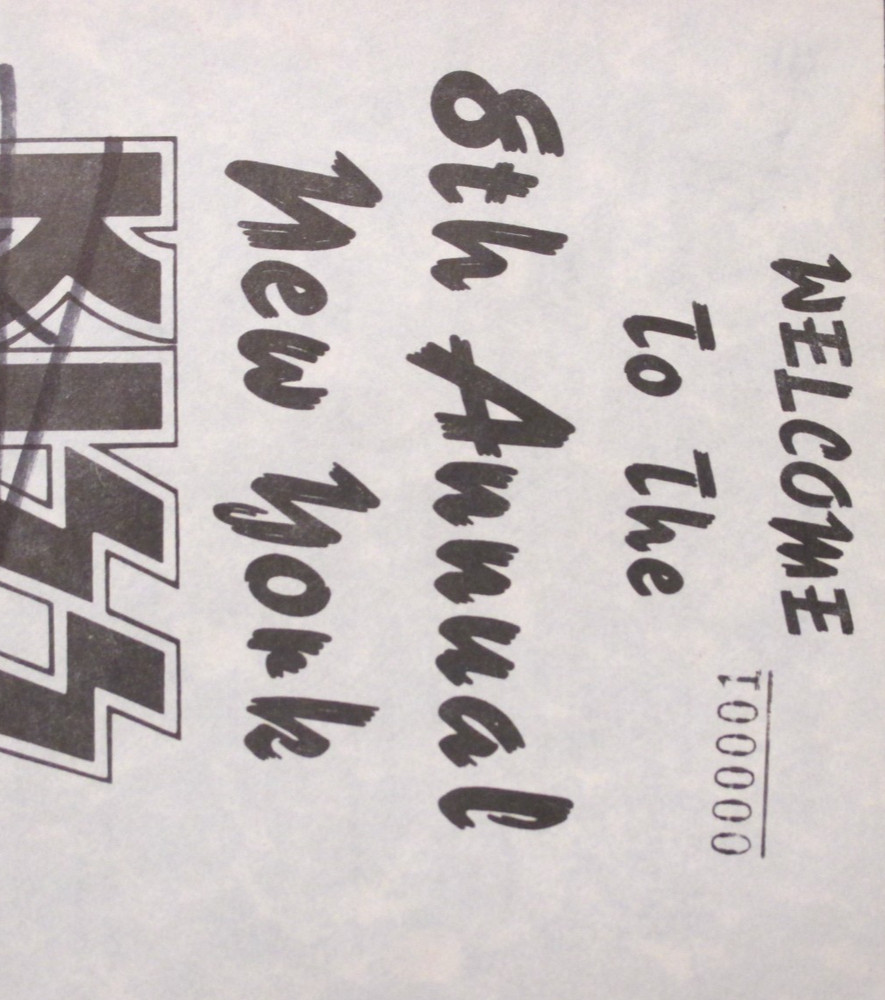 WELCOME
000001
To The
8th Annual
New York
KISS